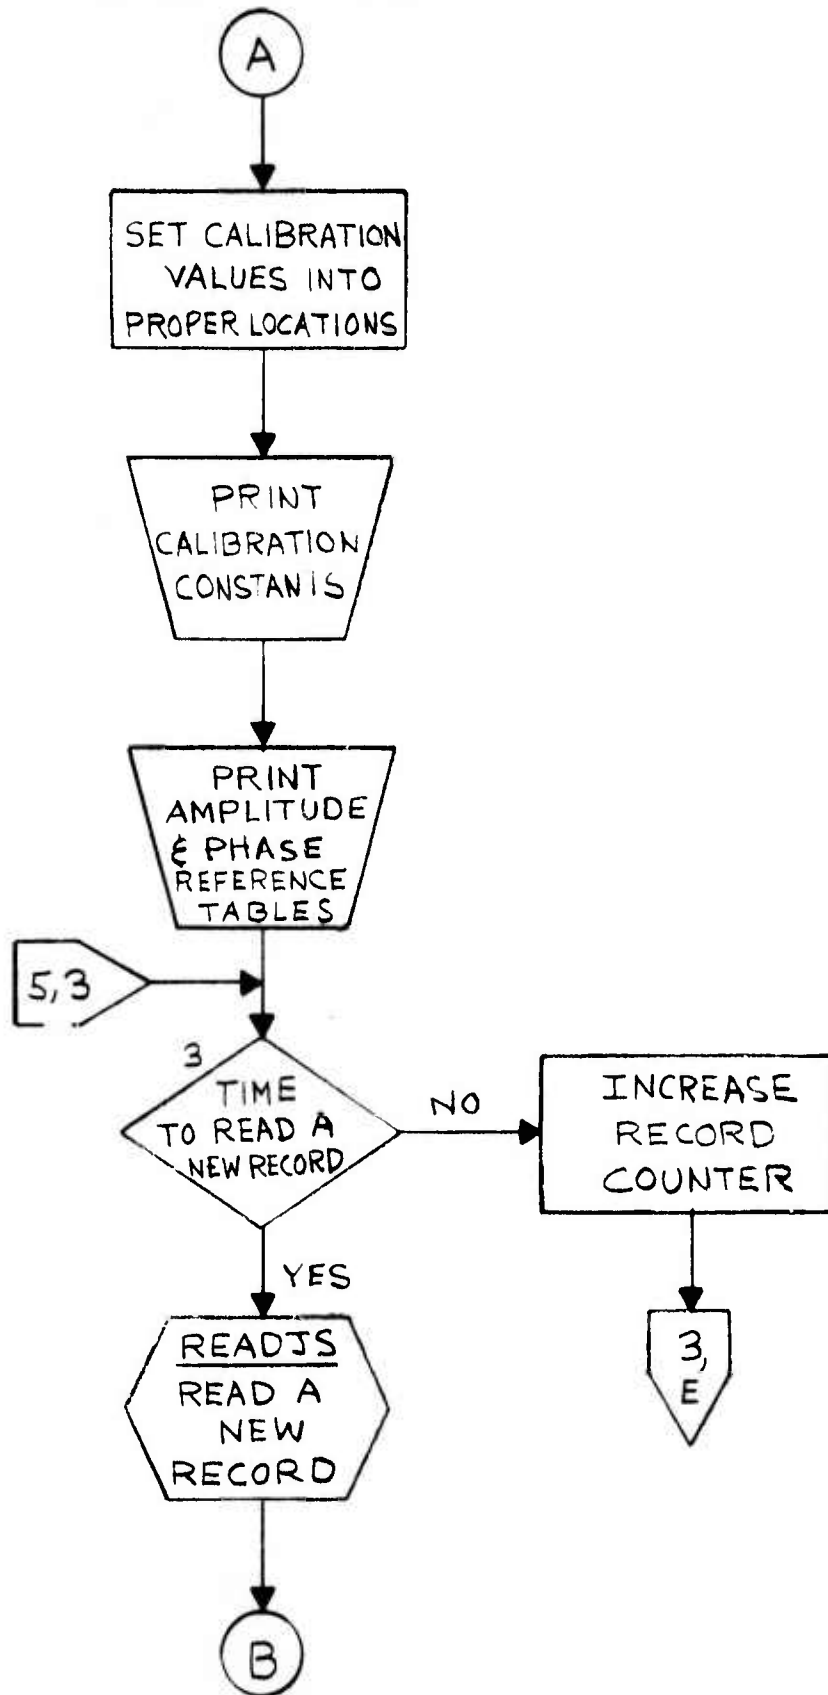 A
SET CALIBRATION
VALUES INTO
PROPER LOCATIONS
PRINT
CALIBRATION
CONSTANTS
PRINT
AMPLITUDE
& PHASE
REFERENCE
TABLES
5,3
3
TIME
TO READ A
NEW RECORD
NO
INCREASE
RECORD
COUNTER
YES
3,
E
READJS
READ A
NEW
RECORD
B